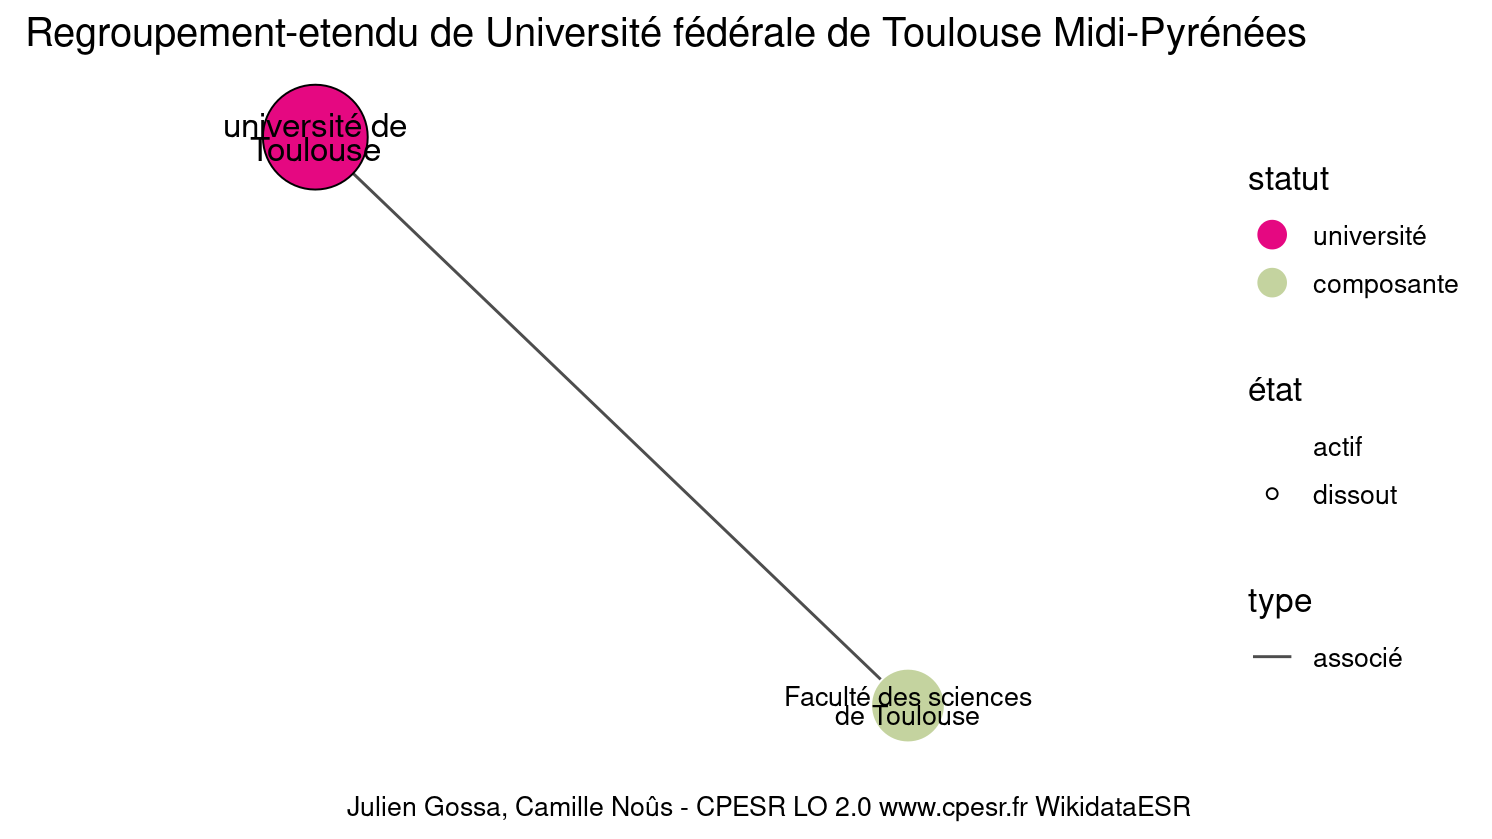 Regroupement-etendu de Université fédérale de Toulouse Midi-Pyrénées
université de
Toulouse
Faculté des sciences
de Toulouse
statut
université
composante
état
actif
dissout
type
associé
Julien Gossa, Camille Noûs - CPESR LO 2.0 www.cpesr.fr WikidataESR